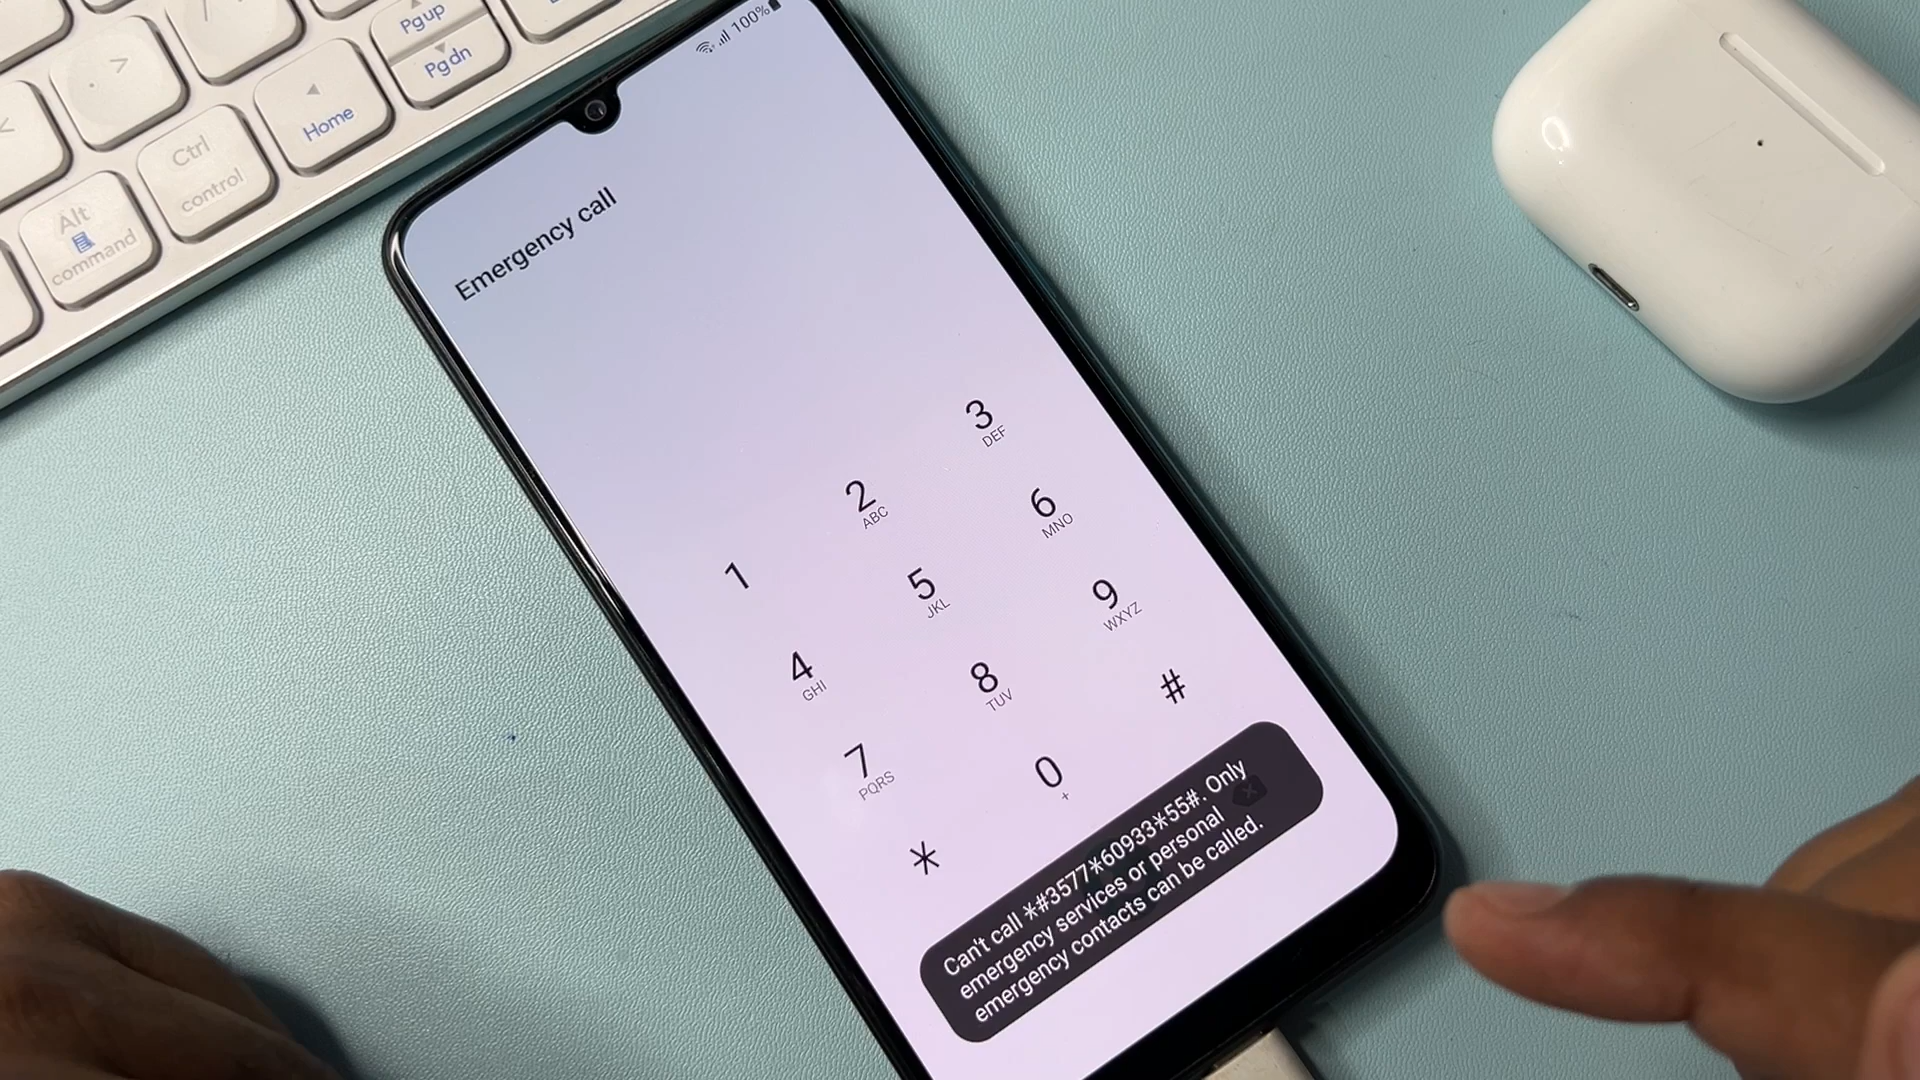 Pgup
Pgdn
Home
Ctrl
control
Alt
command
100%
Emergency call
1
2
ABC
3
DEF
4
GHI
5
JKL
6
MNO
7
PQRS
8
TUV
9
WXYZ
*
0
+
#
Can't call *#3577*60933*55#. Only
emergency services or personal
emergency contacts can be called.